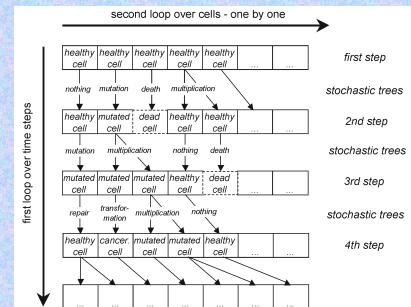 second loop over cells - one by one
first loop over time steps
healthy healthy healthy healthy healthy
cell cell cell cell cell ... ...
first step
nothing mutation death multiplication
stochastic trees
healthy mutated dead healthy healthy
cell cell cell cell cell ... ...
2nd step
mutation multiplication nothing death
stochastic trees
mutated mutated mutated healthy dead
cell cell cell cell cell ... ...
3rd step
repair transfor- multiplication nothing
mation
stochastic trees
healthy cancer. mutated mutated healthy
cell cell cell cell cell ... ...
4th step
... ... ... ... ... ... ...